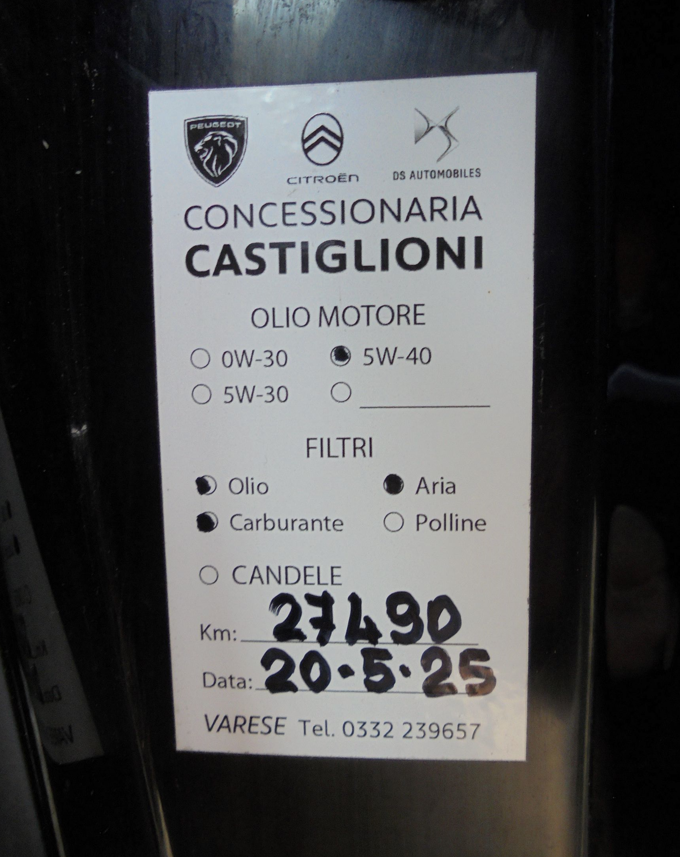 PEUGEOT CITROËN DS AUTOMOBILES
CONCESSIONARIA
CASTIGLIONI
OLIO MOTORE
0W-30 5W-40
5W-30
FILTRI
Olio Aria
Carburante Polline
CANDELE
Km: 27490
Data: 20.5.25
VARESE Tel. 0332 239657